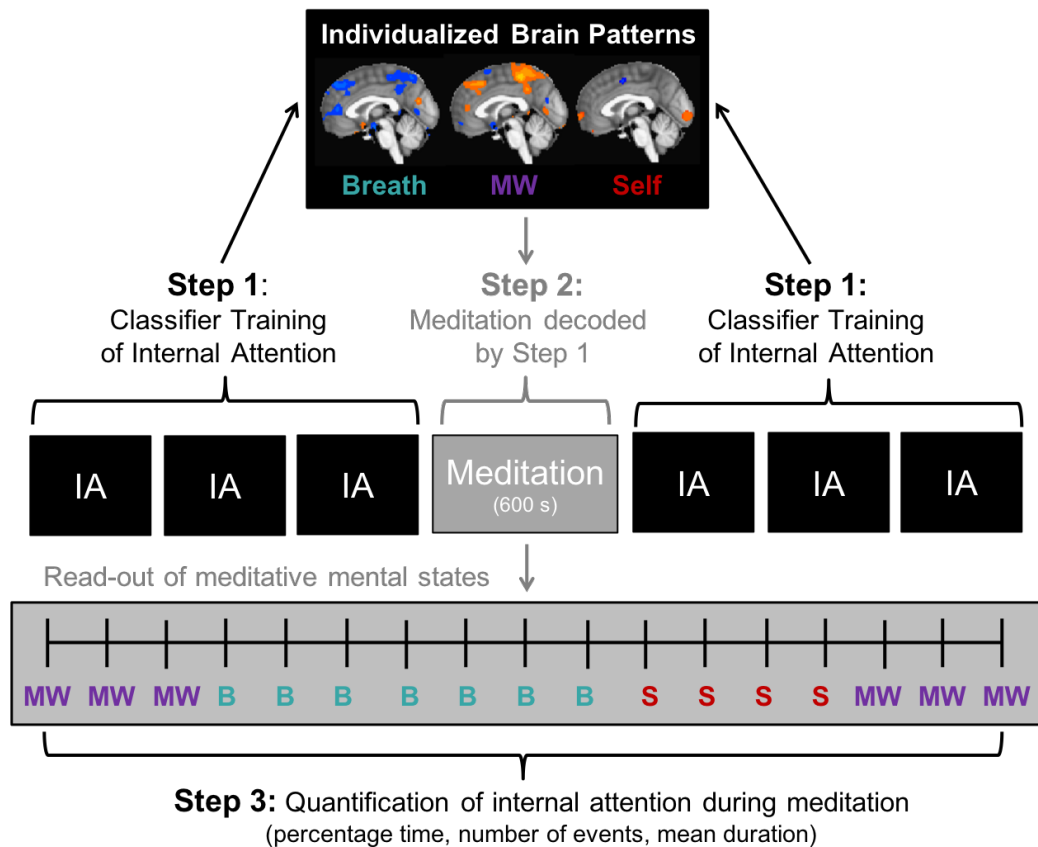 Individualized Brain Patterns
Breath MW Self
Step 1:
Classifier Training
of Internal Attention
Step 2:
Meditation decoded
by Step 1
Step 1:
Classifier Training
of Internal Attention
IA IA IA
Meditation
(600 s)
IA IA IA
Read-out of meditative mental states
MW MW MW B B B B B B B S S S S MW MW MW
Step 3: Quantification of internal attention during meditation
(percentage time, number of events, mean duration)